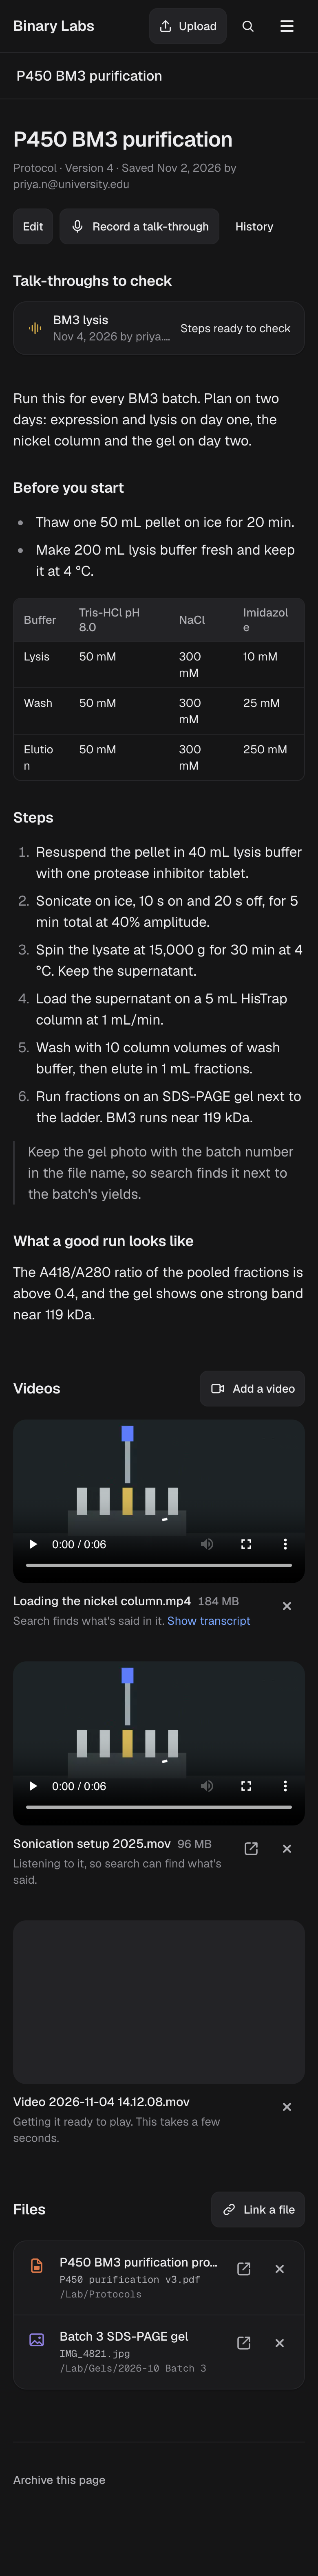 Binary Labs
Upload
P450 BM3 purification
P450 BM3 purification
Protocol · Version 4 · Saved Nov 2, 2026 by
priya.n@university.edu
Edit
Record a talk-through
History
Talk-throughs to check
BM3 lysis
Nov 4, 2026 by priya....
Steps ready to check
Run this for every BM3 batch. Plan on two
days: expression and lysis on day one, the
nickel column and the gel on day two.
Before you start
• Thaw one 50 mL pellet on ice for 20 min.
• Make 200 mL lysis buffer fresh and keep
it at 4 °C.
Buffer Tris-HCl pH 8.0 NaCl Imidazole
Lysis 50 mM 300 mM 10 mM
Wash 50 mM 300 mM 25 mM
Elution 50 mM 300 mM 250 mM
Steps
1. Resuspend the pellet in 40 mL lysis buffer
with one protease inhibitor tablet.
2. Sonicate on ice, 10 s on and 20 s off, for 5
min total at 40% amplitude.
3. Spin the lysate at 15,000 g for 30 min at 4
°C. Keep the supernatant.
4. Load the supernatant on a 5 mL HisTrap
column at 1 mL/min.
5. Wash with 10 column volumes of wash
buffer, then elute in 1 mL fractions.
6. Run fractions on an SDS-PAGE gel next to
the ladder. BM3 runs near 119 kDa.
Keep the gel photo with the batch number
in the file name, so search finds it next to
the batch's yields.
What a good run looks like
The A418/A280 ratio of the pooled fractions is
above 0.4, and the gel shows one strong band
near 119 kDa.
Videos
Add a video
0:00 / 0:06
Loading the nickel column.mp4 184 MB
Search finds what's said in it. Show transcript
0:00 / 0:06
Sonication setup 2025.mov 96 MB
Listening to it, so search can find what's
said.
Video 2026-11-04 14.12.08.mov
Getting it ready to play. This takes a few
seconds.
Files
Link a file
P450 BM3 purification pro...
P450 purification v3.pdf
/Lab/Protocols
Batch 3 SDS-PAGE gel
IMG_4821.jpg
/Lab/Gels/2026-10 Batch 3
Archive this page